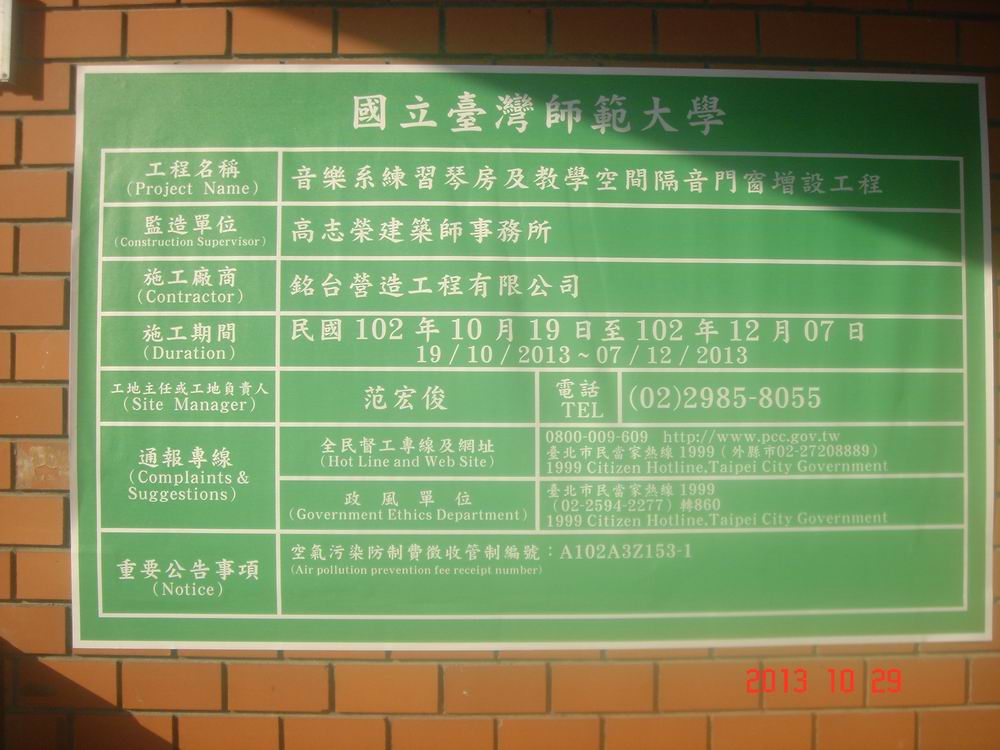 國立臺灣師範大學
工程名稱
(Project Name)
音樂系練習琴房及教學空間隔音門窗增設工程
監造單位
(Construction Supervisor)
高志榮建築師事務所
施工廠商
(Contractor)
銘台營造工程有限公司
施工期間
(Duration)
民國 102 年 10 月 19 日至 102 年 12 月 07 日
19 / 10 / 2013 ~ 07 / 12 / 2013
工地主任或工地負責人
(Site Manager)
范宏俊
電話
TEL
(02)2985-8055
通報專線
(Complaints &
Suggestions)
全民督工專線及網址
(Hot Line and Web Site)
0800-009-609 http://www.pcc.gov.tw
臺北市民當家熱線 1999 (外縣市02-27208889)
1999 Citizen Hotline,Taipei City Government
政風單位
(Government Ethics Department)
臺北市民當家熱線 1999
(02-2594-2277) 轉860
1999 Citizen Hotline,Taipei City Government
重要公告事項
(Notice)
空氣污染防制費徵收管制編號:A102A3Z153-1
(Air pollution prevention fee receipt number)
2013 10 29